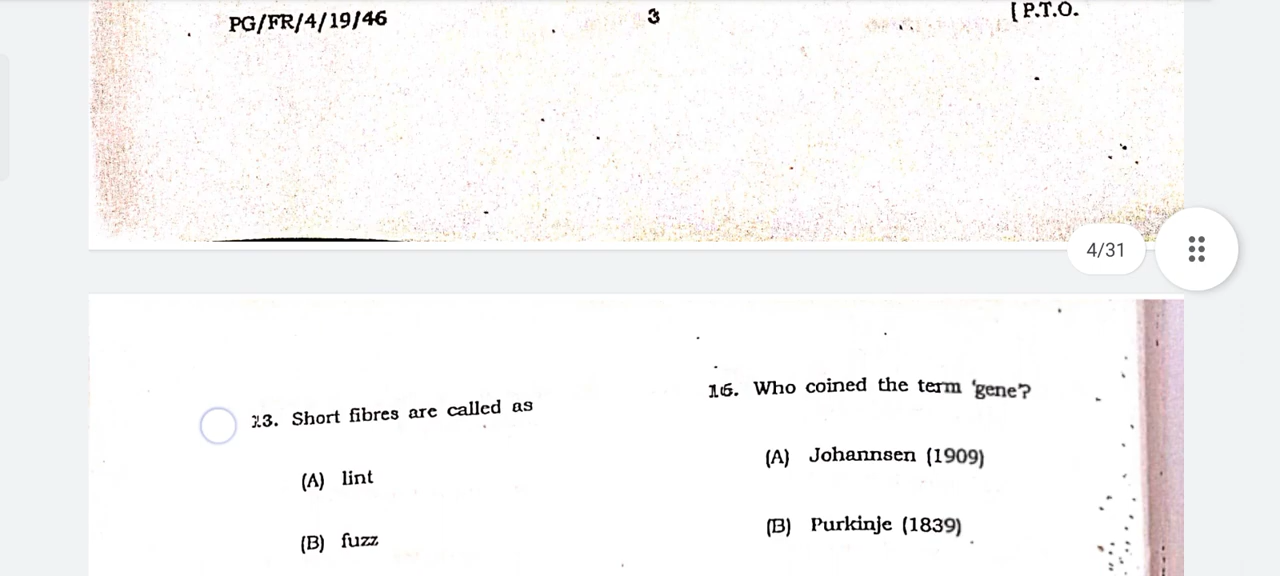 PG/FR/4/19/46 3 [ P.T.O.
4/31
13. Short fibres are called as
(A) lint
(B) fuzz
16. Who coined the term 'gene'?
(A) Johannsen (1909)
(B) Purkinje (1839)